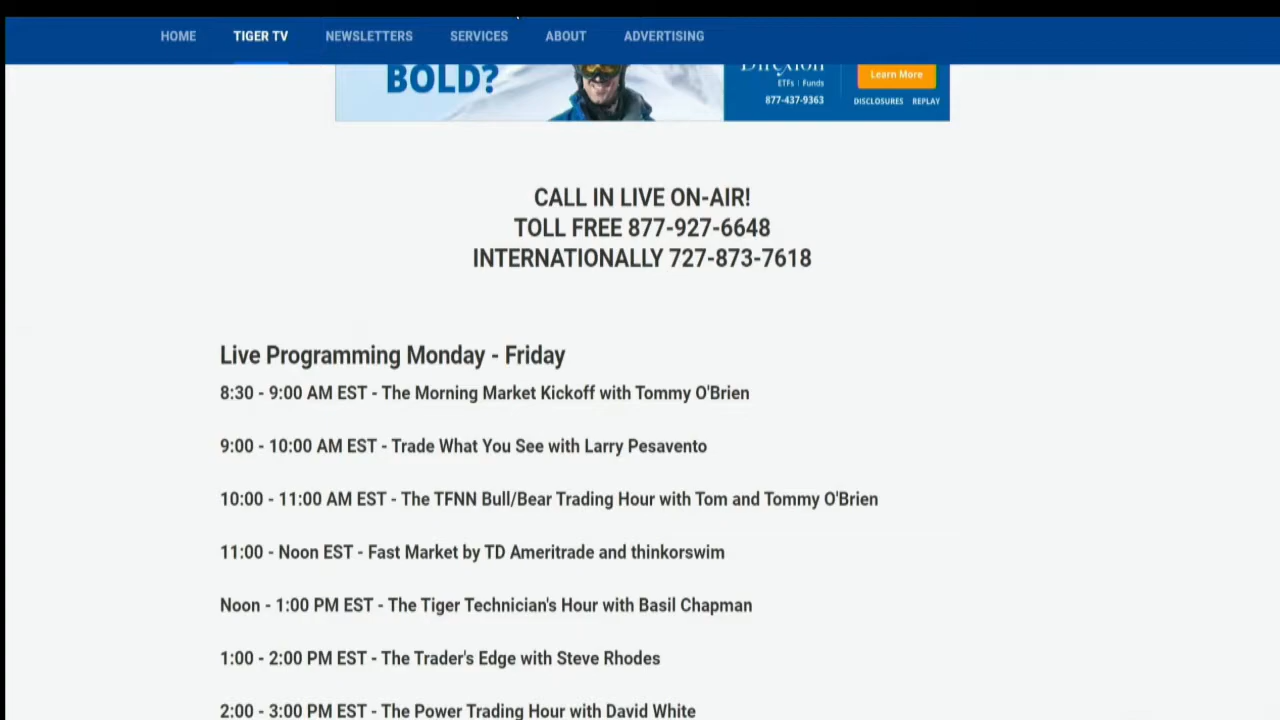 HOME TIGER TV NEWSLETTERS SERVICES ABOUT ADVERTISING
BOLD?
Direxion
Learn More
ETFs | Funds
877-437-9363
DISCLOSURES REPLAY
CALL IN LIVE ON-AIR!
TOLL FREE 877-927-6648
INTERNATIONALLY 727-873-7618
Live Programming Monday - Friday
8:30 - 9:00 AM EST - The Morning Market Kickoff with Tommy O'Brien
9:00 - 10:00 AM EST - Trade What You See with Larry Pesavento
10:00 - 11:00 AM EST - The TFNN Bull/Bear Trading Hour with Tom and Tommy O'Brien
11:00 - Noon EST - Fast Market by TD Ameritrade and thinkorswim
Noon - 1:00 PM EST - The Tiger Technician's Hour with Basil Chapman
1:00 - 2:00 PM EST - The Trader's Edge with Steve Rhodes
2:00 - 3:00 PM EST - The Power Trading Hour with David White